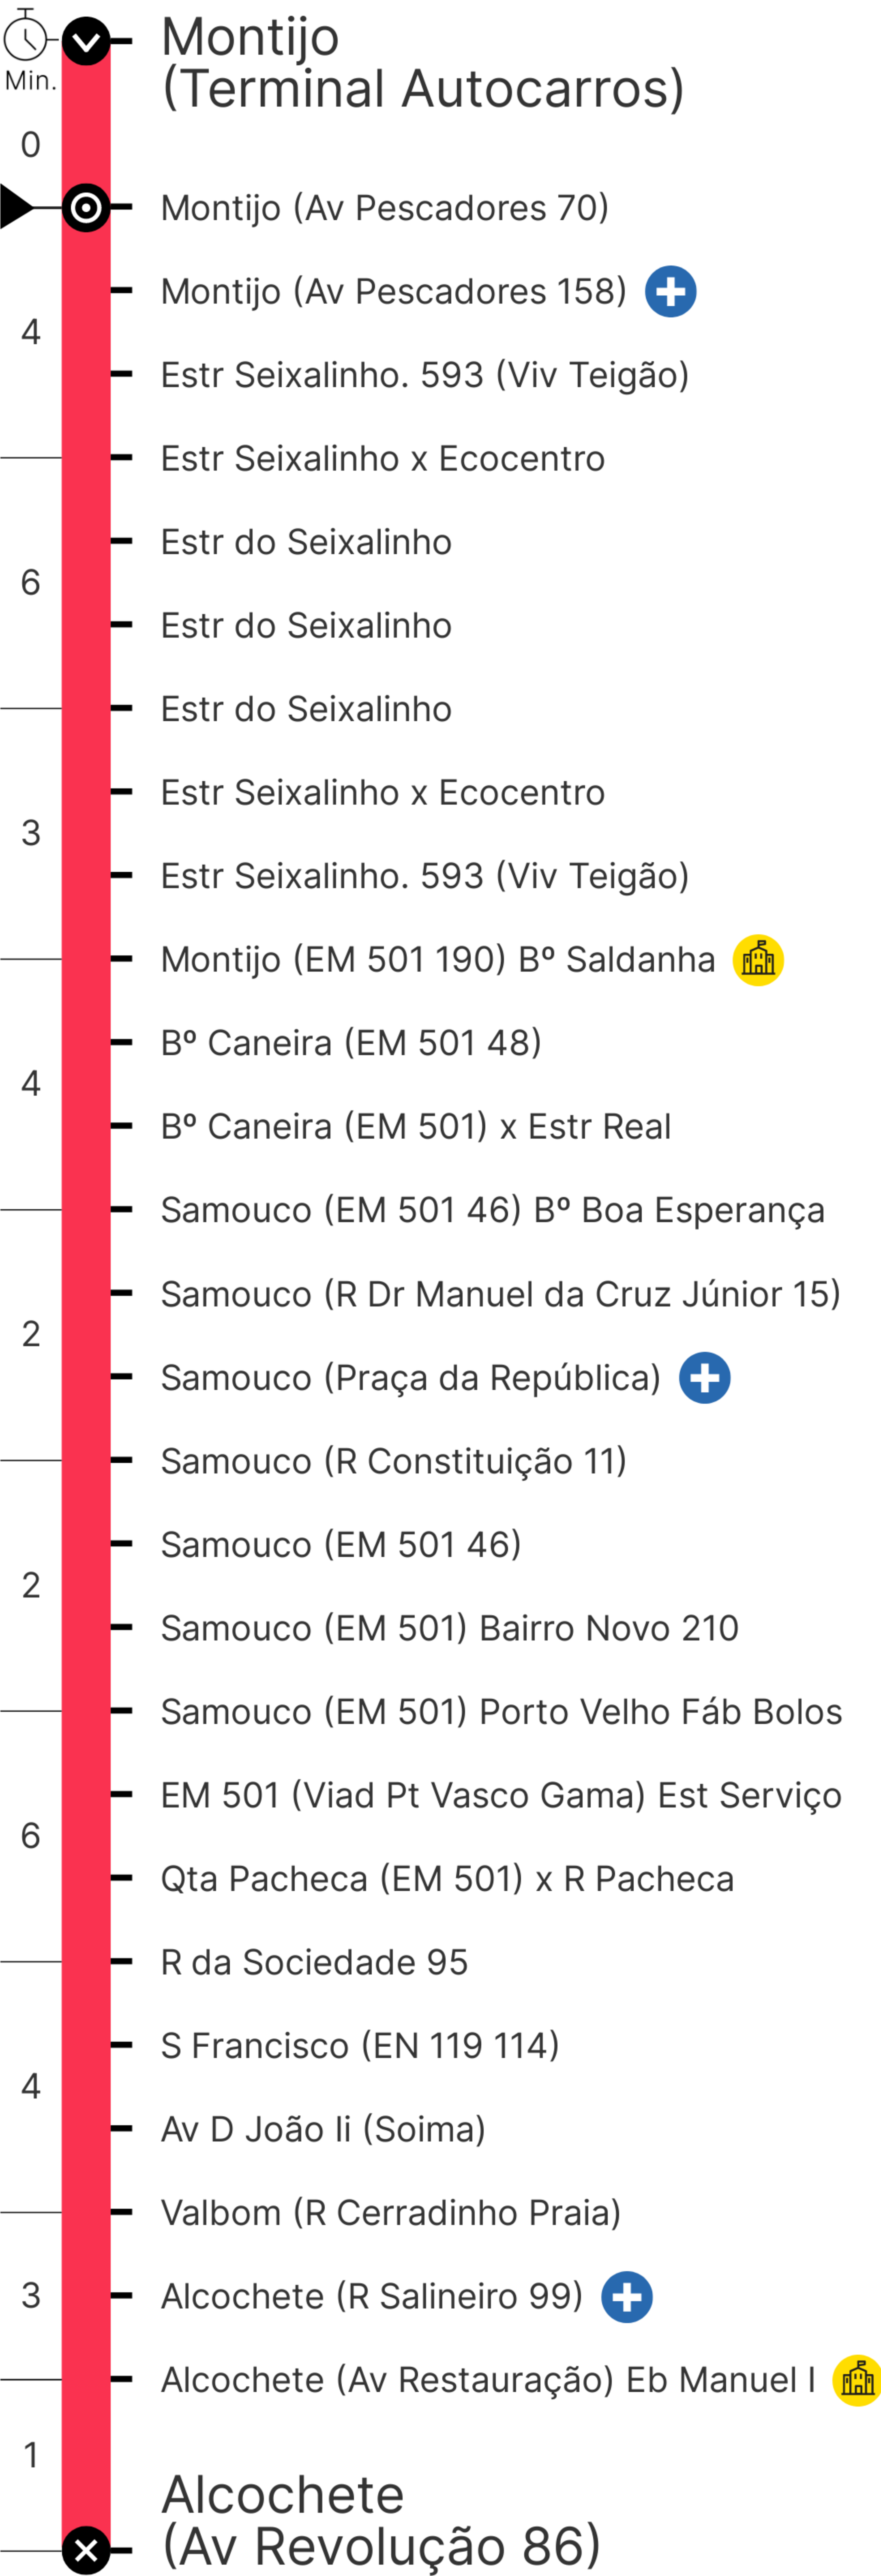 Montijo
(Terminal Autocarros)
Min.
0
Montijo (Av Pescadores 70)
Montijo (Av Pescadores 158)
4
Estr Seixalinho. 593 (Viv Teigão)
Estr Seixalinho x Ecocentro
Estr do Seixalinho
6
Estr do Seixalinho
Estr do Seixalinho
Estr Seixalinho x Ecocentro
3
Estr Seixalinho. 593 (Viv Teigão)
Montijo (EM 501 190) Bº Saldanha
Bº Caneira (EM 501 48)
4
Bº Caneira (EM 501) x Estr Real
Samouco (EM 501 46) Bº Boa Esperança
Samouco (R Dr Manuel da Cruz Júnior 15)
2
Samouco (Praça da República)
Samouco (R Constituição 11)
Samouco (EM 501 46)
2
Samouco (EM 501) Bairro Novo 210
Samouco (EM 501) Porto Velho Fáb Bolos
EM 501 (Viad Pt Vasco Gama) Est Serviço
6
Qta Pacheca (EM 501) x R Pacheca
R da Sociedade 95
S Francisco (EN 119 114)
4
Av D João Ii (Soima)
Valbom (R Cerradinho Praia)
3
Alcochete (R Salineiro 99)
Alcochete (Av Restauração) Eb Manuel I
1
Alcochete
(Av Revolução 86)